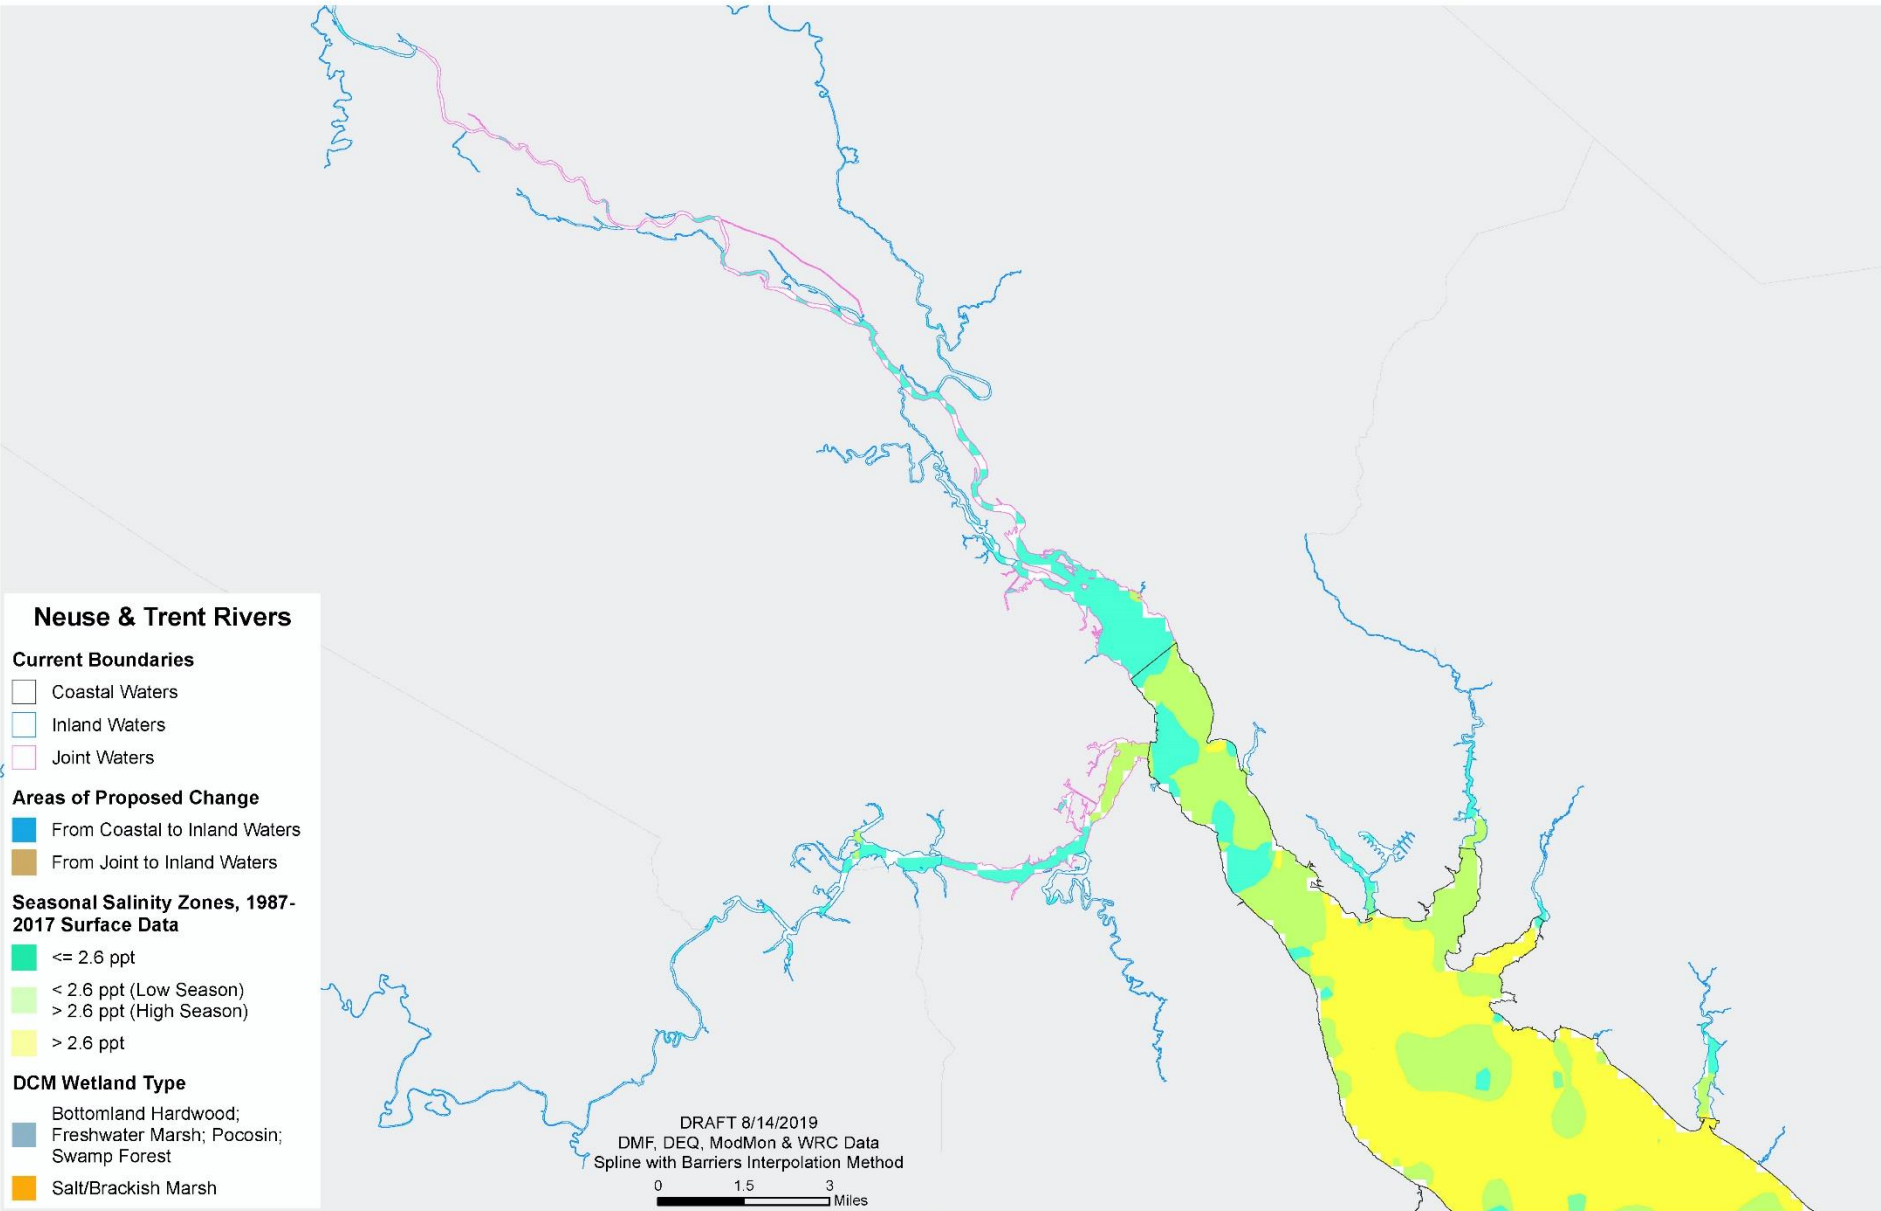 Neuse & Trent Rivers
Current Boundaries
Coastal Waters
Inland Waters
Joint Waters
Areas of Proposed Change
From Coastal to Inland Waters
From Joint to Inland Waters
Seasonal Salinity Zones, 1987-
2017 Surface Data
<= 2.6 ppt
< 2.6 ppt (Low Season)
> 2.6 ppt (High Season)
> 2.6 ppt
DCM Wetland Type
Bottomland Hardwood;
Freshwater Marsh; Pocosin;
Swamp Forest
Salt/Brackish Marsh
DRAFT 8/14/2019
DMF, DEQ, ModMon & WRC Data
Spline with Barriers Interpolation Method
0 1.5 3
Miles